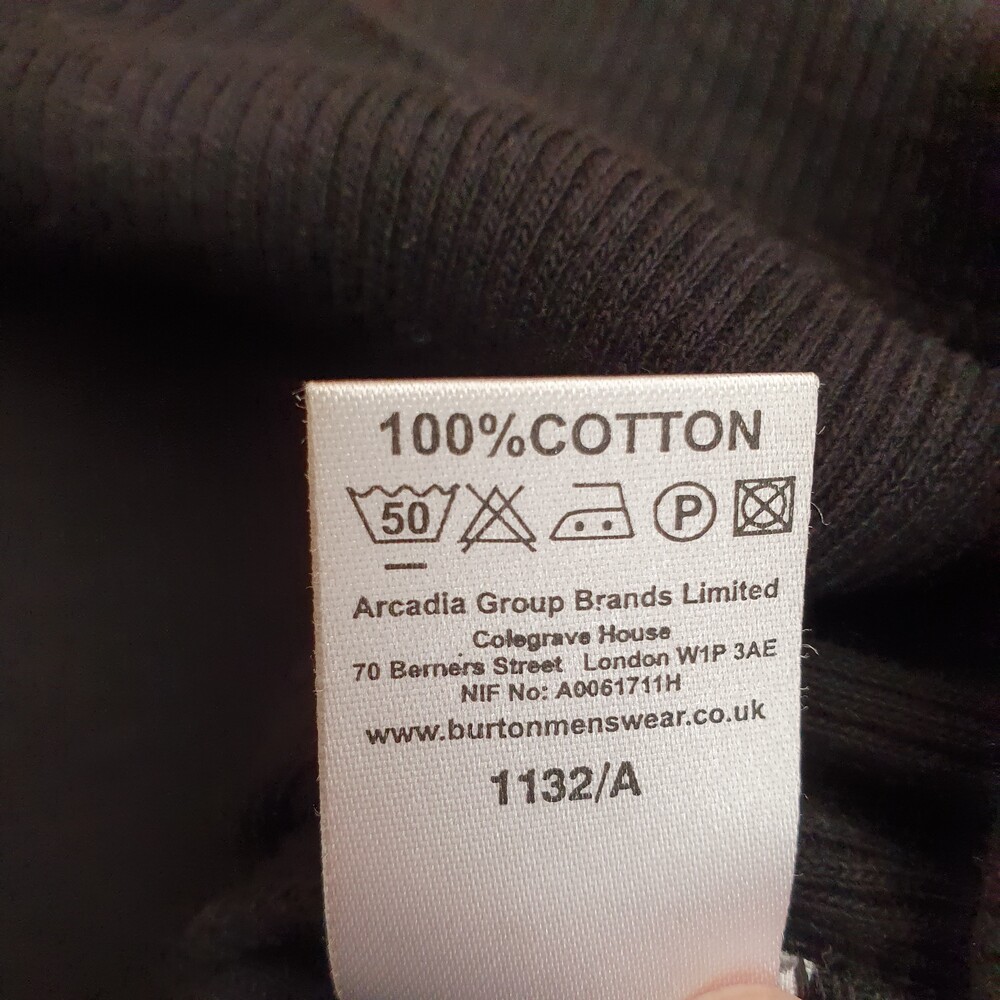 100%COTTON
50
P
Arcadia Group Brands Limited
Colegrave House
70 Berners Street London W1P 3AE
NIF No: A0061711H
www.burtonmenswear.co.uk
1132/A